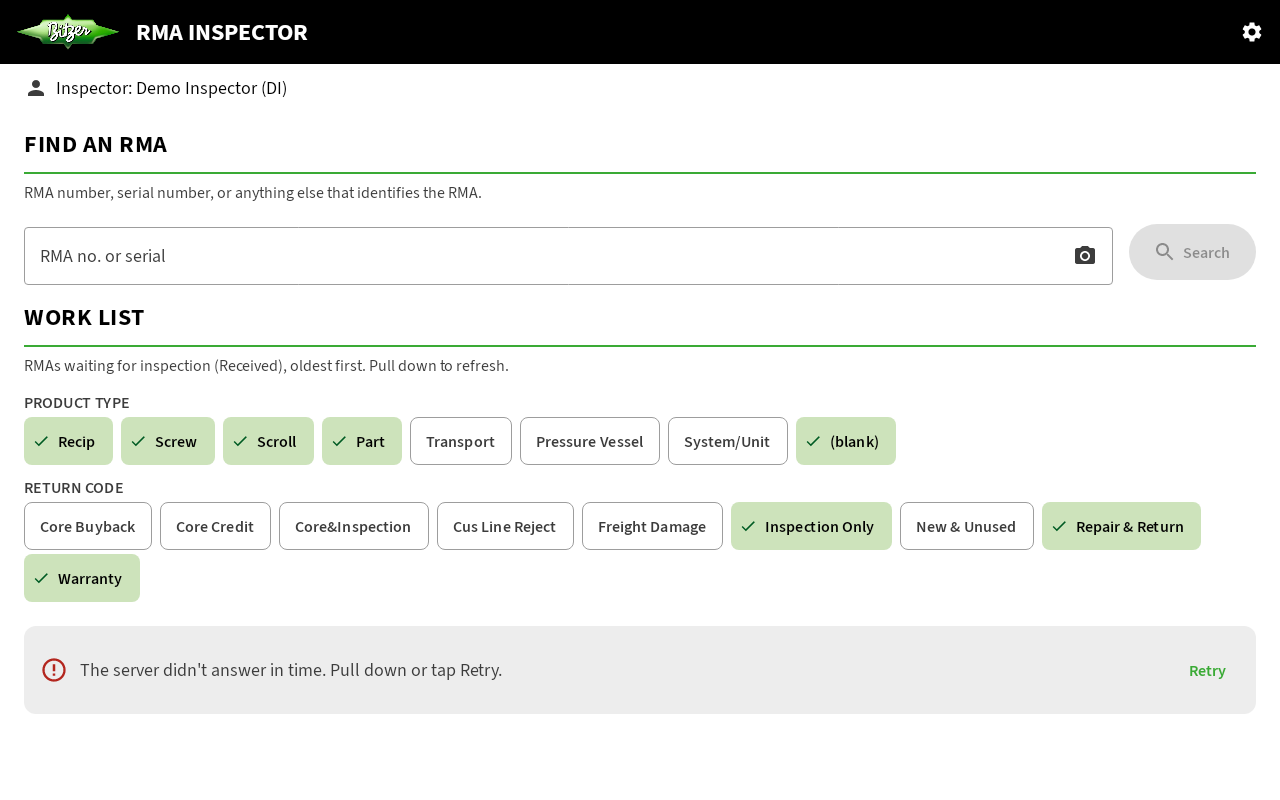 Bitzer RMA INSPECTOR
Inspector: Demo Inspector (DI)
FIND AN RMA
RMA number, serial number, or anything else that identifies the RMA.
RMA no. or serial
Search
WORK LIST
RMAs waiting for inspection (Received), oldest first. Pull down to refresh.
PRODUCT TYPE
Recip Screw Scroll Part Transport Pressure Vessel System/Unit (blank)
RETURN CODE
Core Buyback Core Credit Core&Inspection Cus Line Reject Freight Damage Inspection Only New & Unused Repair & Return
Warranty
The server didn't answer in time. Pull down or tap Retry. Retry